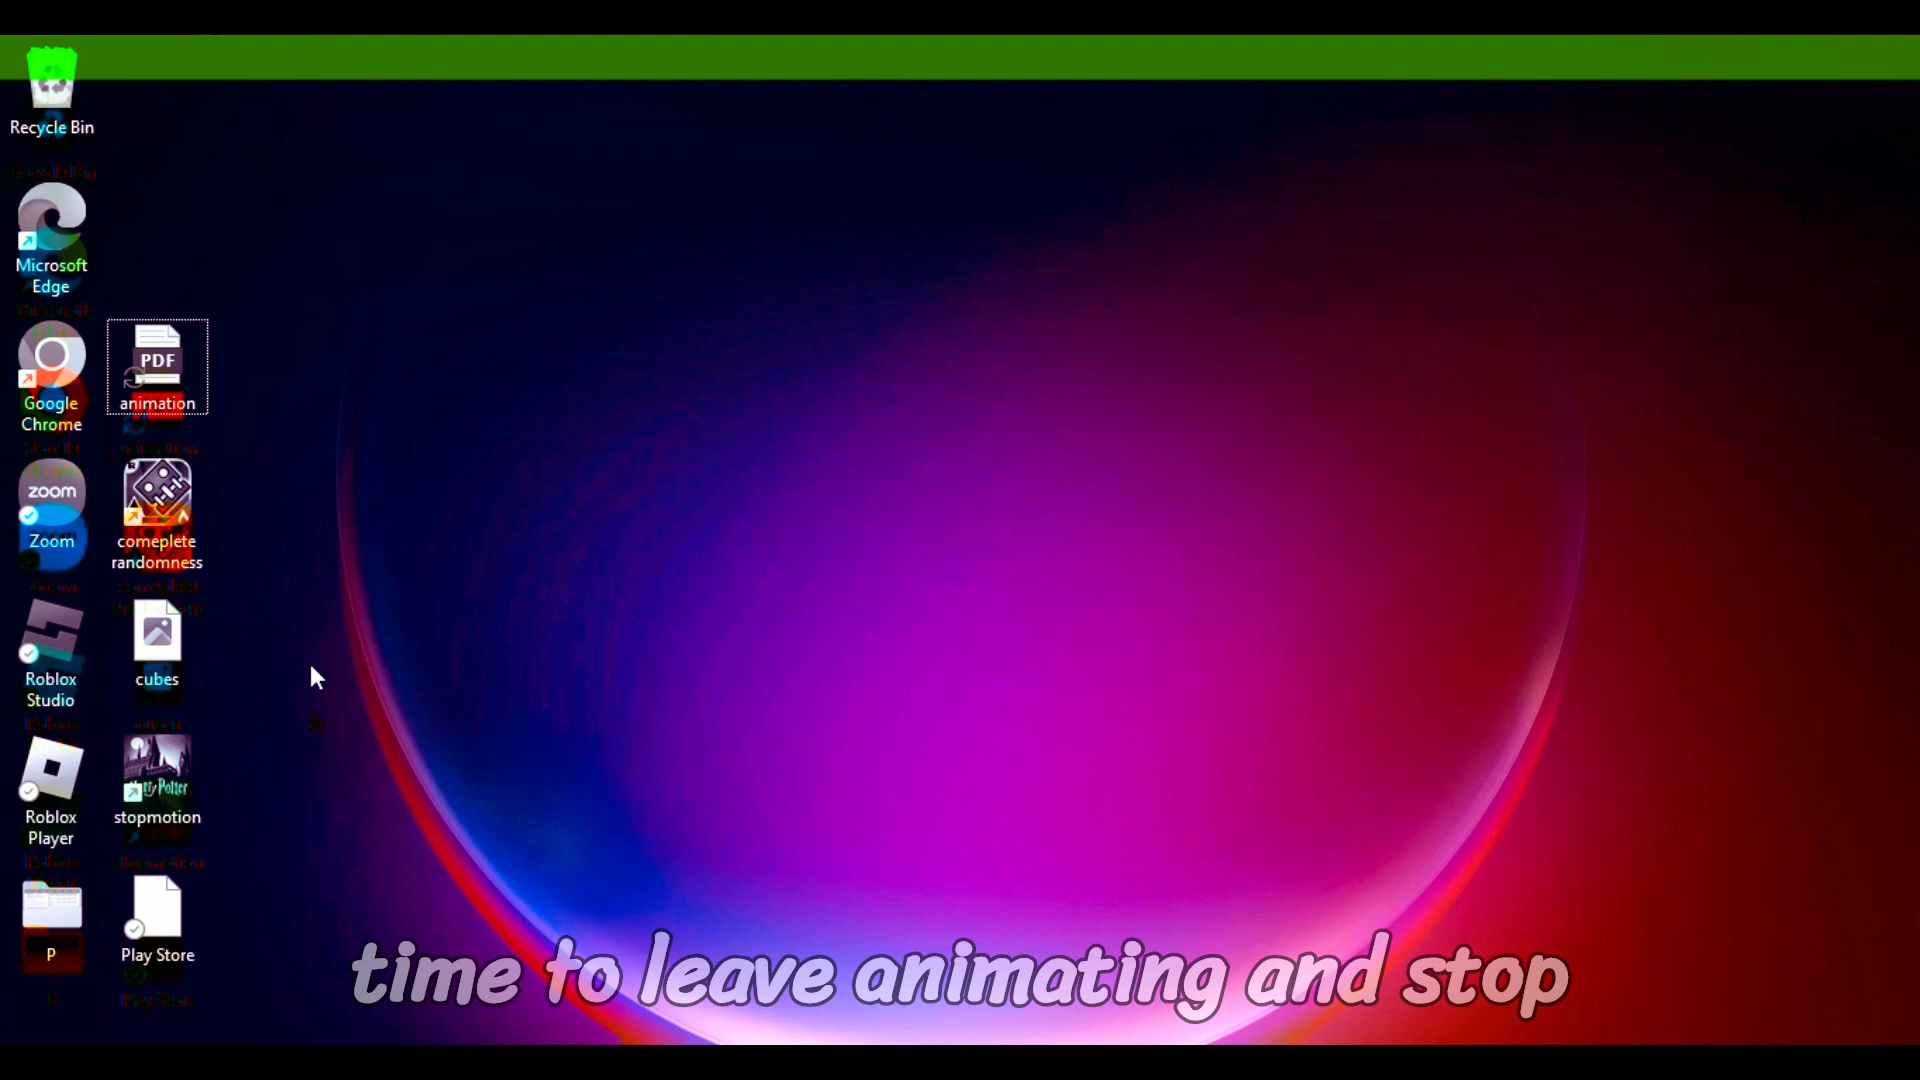 Recycle Bin
Microsoft
Edge
Google
Chrome
PDF
animation
zoom
Zoom
comeplete
randomness
Roblox
Studio
cubes
Roblox
Player
Potter
stopmotion
P
Play Store
time to leave animating and stop